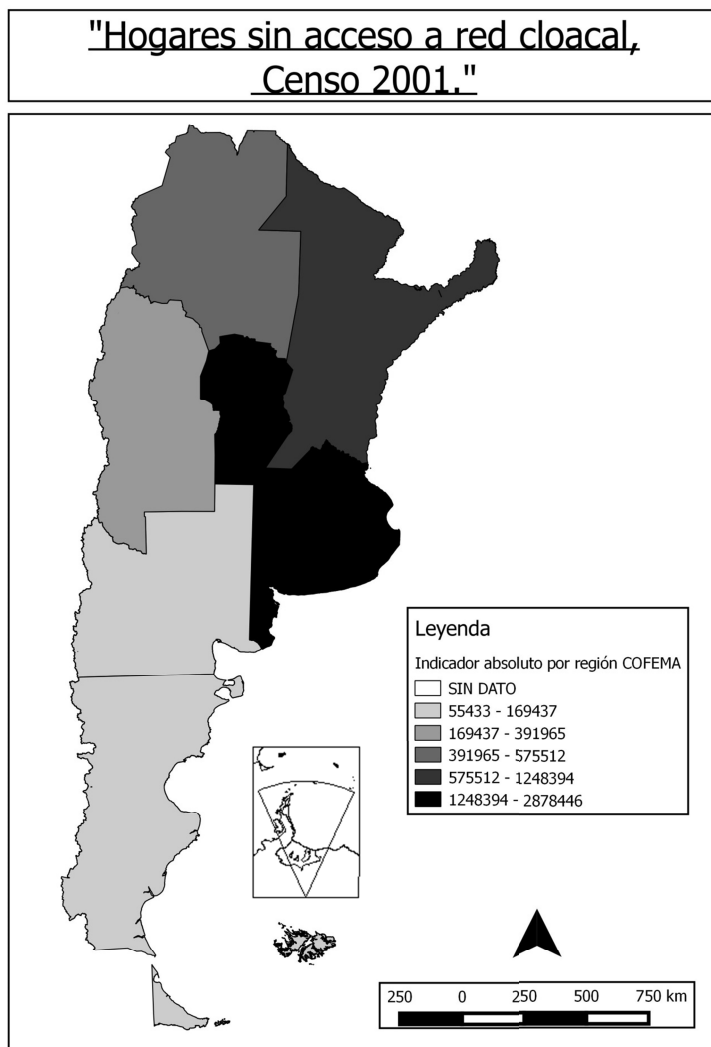 "Hogares sin acceso a red cloacal,
Censo 2001."
Leyenda
Indicador absoluto por región COFEMA
SIN DATO
55433 - 169437
169437 - 391965
391965 - 575512
575512 - 1248394
1248394 - 2878446
250 0 250 500 750 km